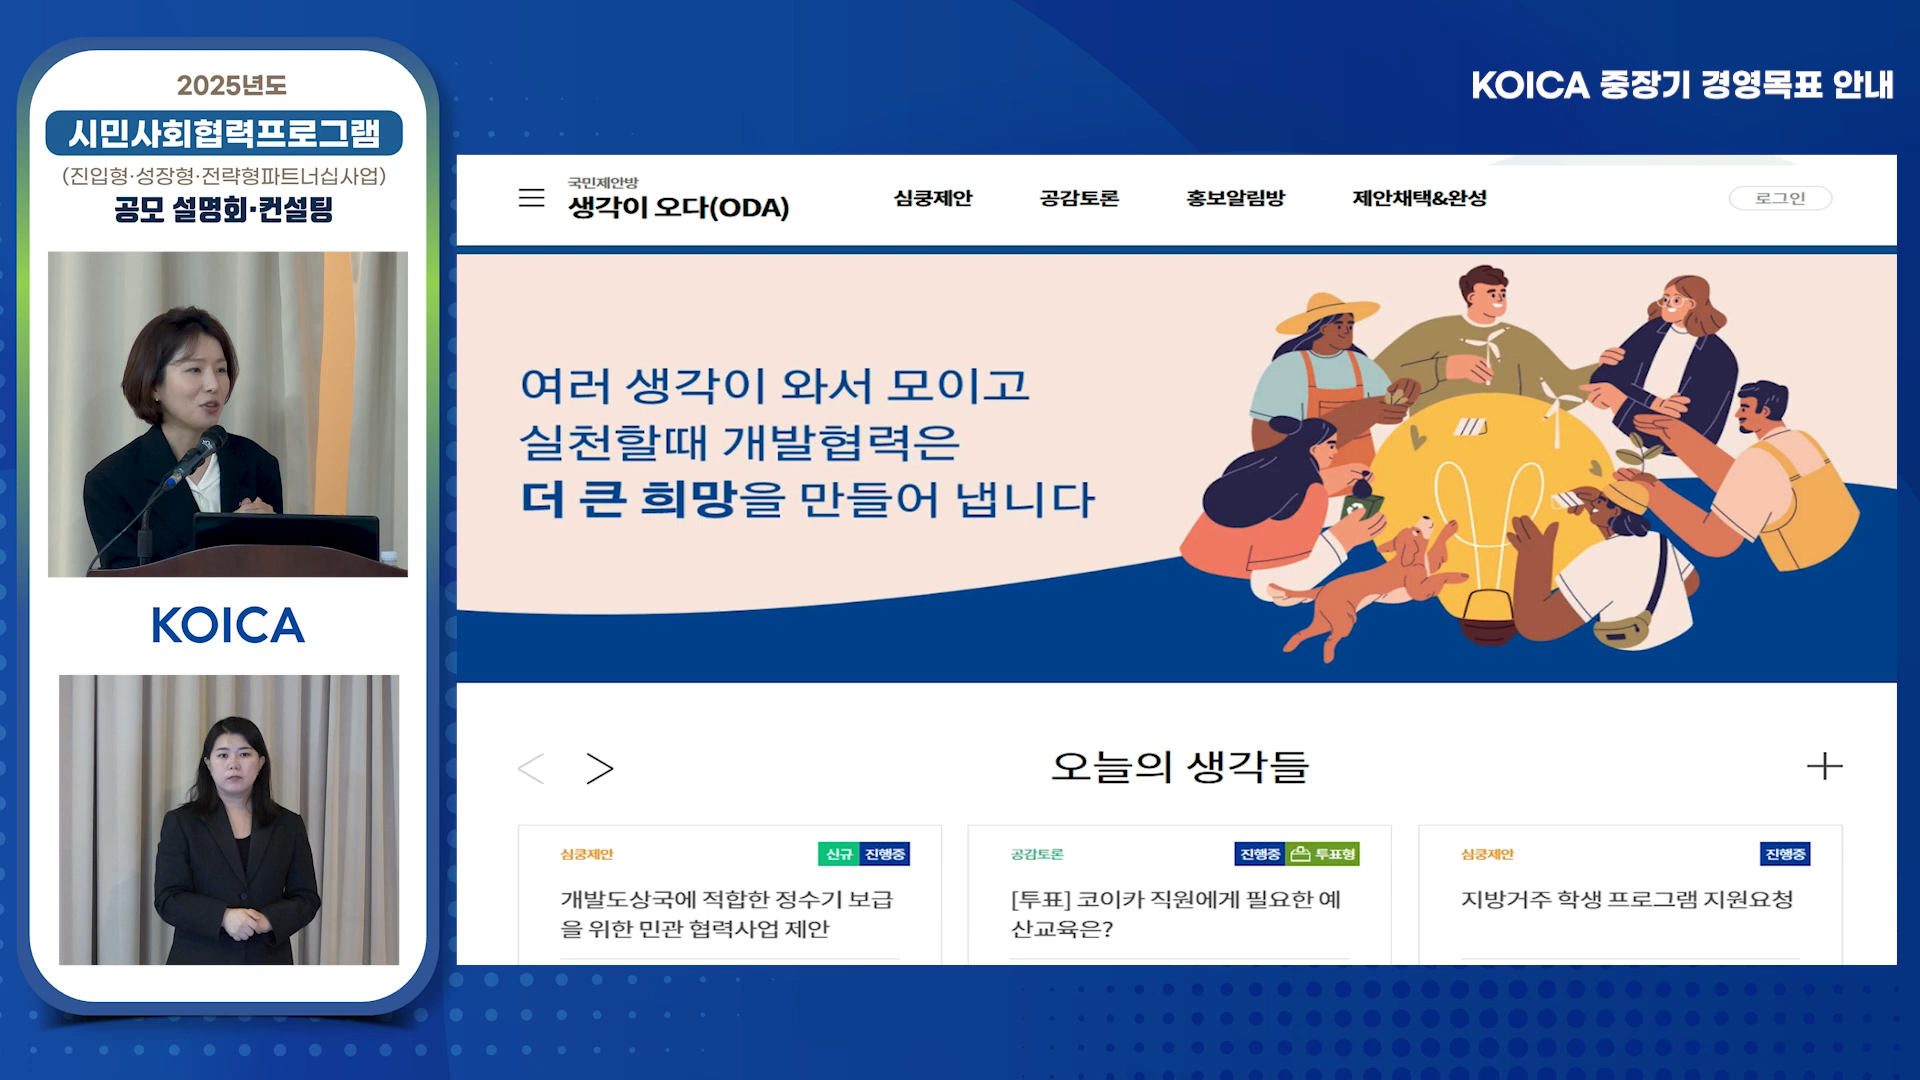 2025년도
시민사회협력프로그램
(진입형·성장형·전략형파트너십사업)
공모 설명회·컨설팅
KOICA
KOICA 중장기 경영목표 안내
국민제안방
생각이 오다(ODA)
심쿵제안
공감토론
홍보알림방
제안채택&완성
로그인
여러 생각이 와서 모이고
실천할때 개발협력은
더 큰 희망을 만들어 냅니다
오늘의 생각들
심쿵제안
신규 진행중
개발도상국에 적합한 정수기 보급
을 위한 민관 협력사업 제안
공감토론
진행중 투표형
[투표] 코이카 직원에게 필요한 예
산교육은?
심쿵제안
진행중
지방거주 학생 프로그램 지원요청